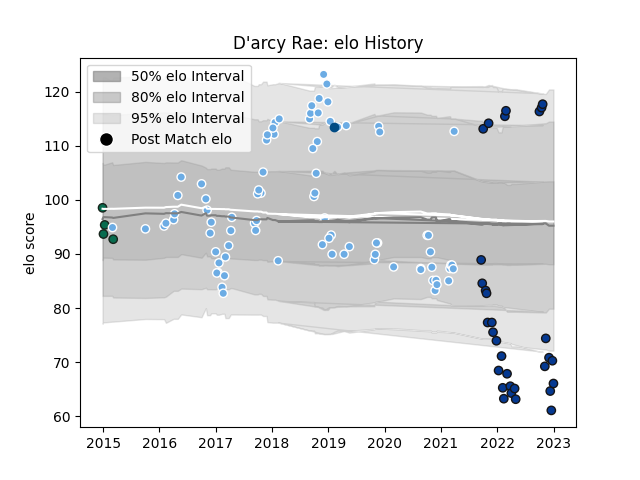 D'arcy Rae: elo History
50% elo Interval
80% elo Interval
95% elo Interval
Post Match elo
elo score
120
110
100
90
80
70
60
2015 2016 2017 2018 2019 2020 2021 2022 2023